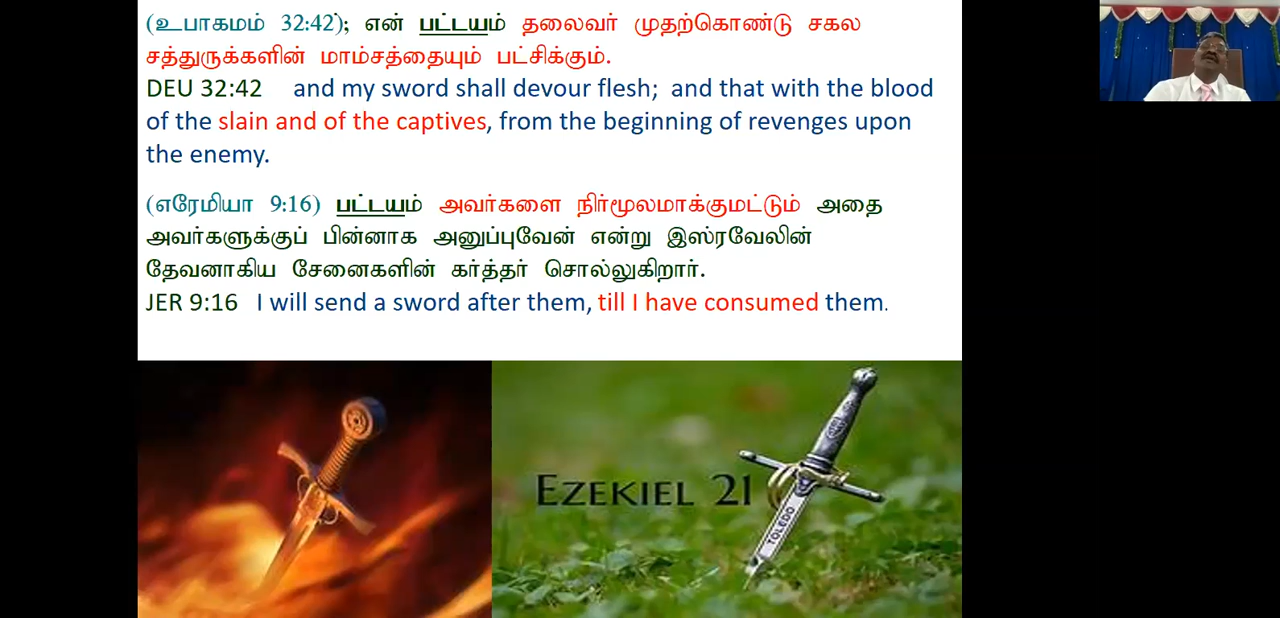 (உபாகமம் 32:42); என் பட்டயம் தலைவர் முதற்கொண்டு சகல
சத்துருக்களின் மாம்சத்தையும் பட்சிக்கும்.
DEU 32:42 and my sword shall devour flesh; and that with the blood
of the slain and of the captives, from the beginning of revenges upon
the enemy.
(எரேமியா 9:16) பட்டயம் அவர்களை நிர்மூலமாக்குமட்டும் அதை
அவர்களுக்குப் பின்னாக அனுப்புவேன் என்று இஸ்ரவேலின்
தேவனாகிய சேனைகளின் கர்த்தர் சொல்லுகிறார்.
JER 9:16 I will send a sword after them, till I have consumed them.
EZEKIEL 21
TOLEDO